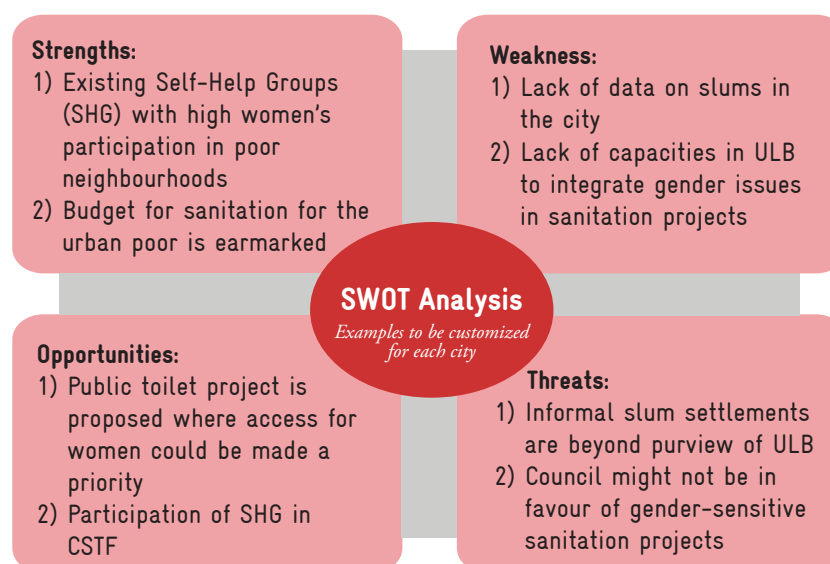 Strengths:
1) Existing Self-Help Groups
(SHG) with high women's
participation in poor
neighbourhoods
2) Budget for sanitation for the
urban poor is earmarked
Weakness:
1) Lack of data on slums in
the city
2) Lack of capacities in ULB
to integrate gender issues
in sanitation projects
SWOT Analysis
Examples to be customized
for each city
Opportunities:
1) Public toilet project is
proposed where access for
women could be made a
priority
2) Participation of SHG in
CSTF
Threats:
1) Informal slum settlements
are beyond purview of ULB
2) Council might not be in
favour of gender-sensitive
sanitation projects